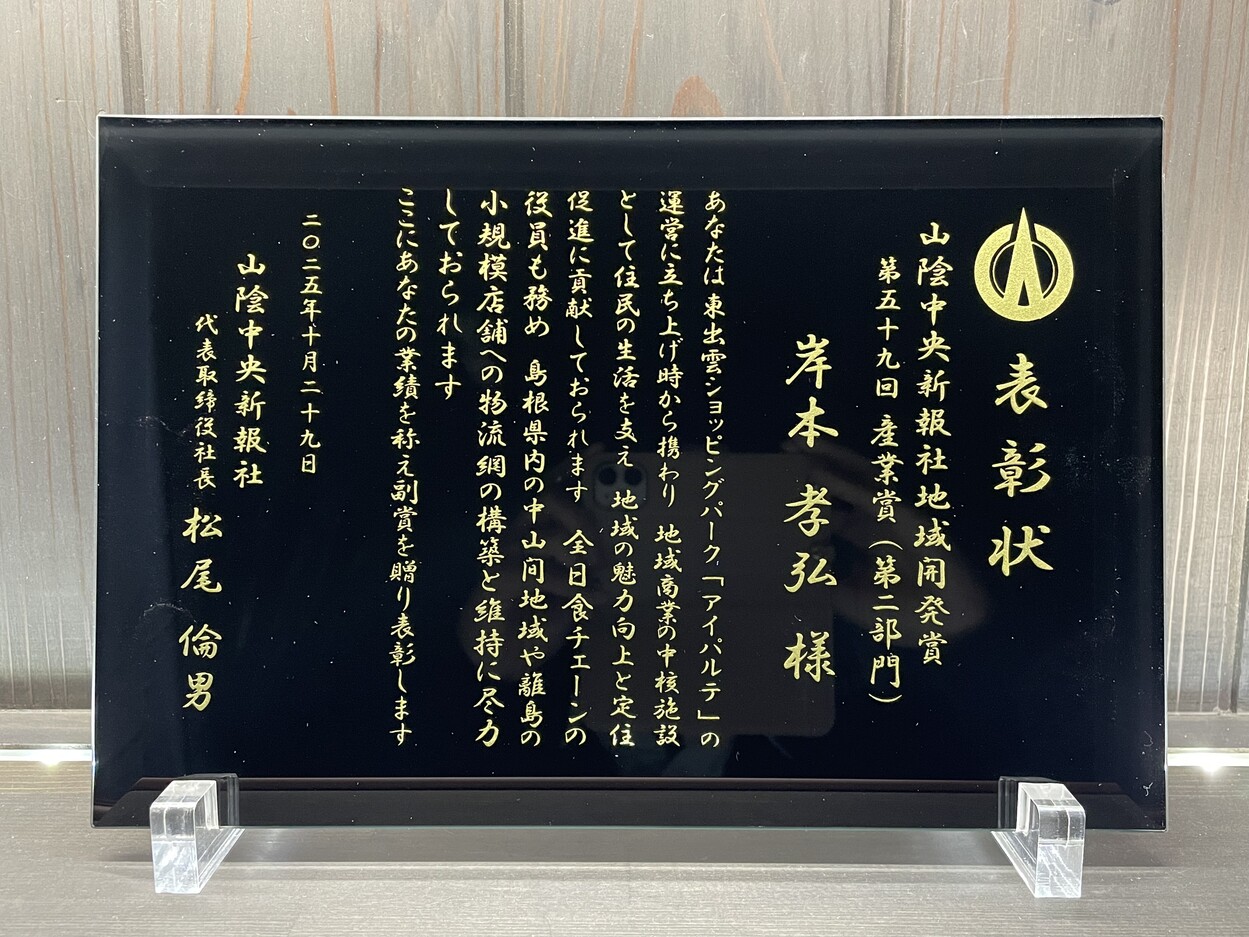 表彰状
山陰中央新報社地域開発賞
第五十九回 産業賞（第二部門）
岸本 孝弘 様
あなたは東出雲ショッピングパーク「アイパルテ」の
運営に立ち上げ時から携わり 地域商業の中核施設
として住民の生活を支え 地域の魅力向上と定住
促進に貢献しておられます 全日食チェーンの
役員も務め 島根県内の中山間地域や離島の
小規模店舗への物流網の構築と維持に尽力
しておられます
ここにあなたの業績を称え副賞を贈り表彰します
二〇二五年十月二十九日
山陰中央新報社
代表取締役社長 松尾 倫男